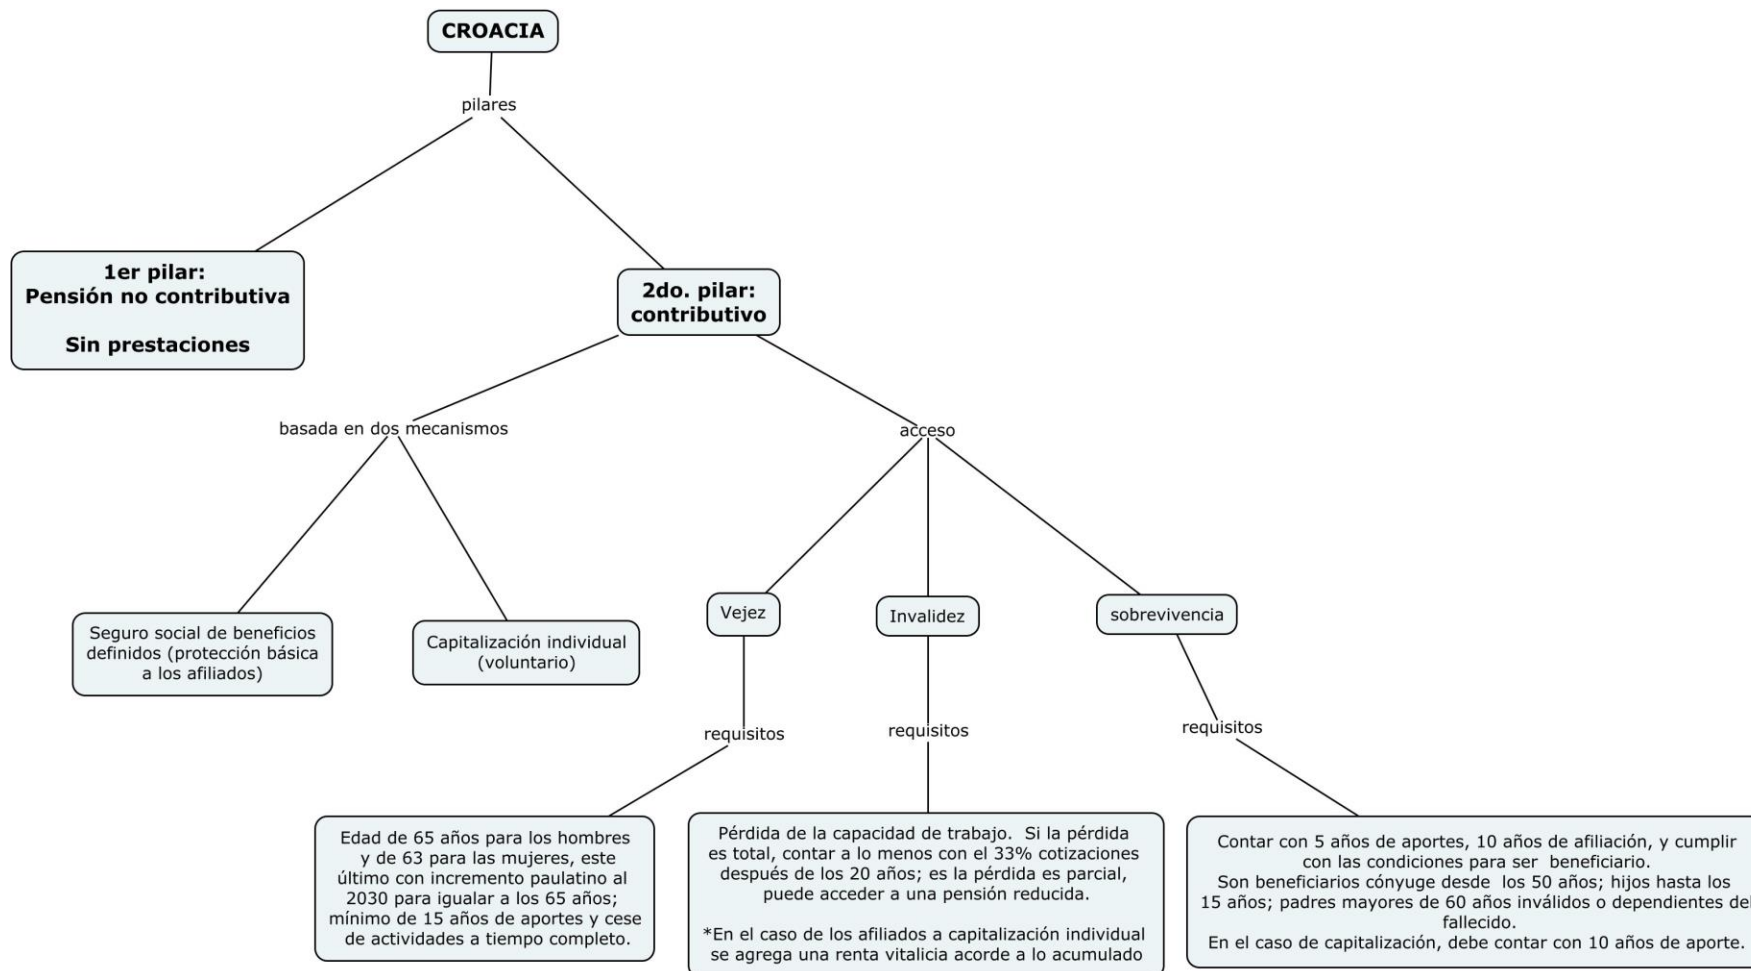 CROACIA
pilares
1er pilar:
Pensión no contributiva
Sin prestaciones
2do. pilar:
contributivo
basada en dos mecanismos
acceso
Seguro social de beneficios
definidos (protección básica
a los afiliados)
Capitalización individual
(voluntario)
Vejez
Invalidez
sobrevivencia
requisitos
requisitos
requisitos
Edad de 65 años para los hombres
y de 63 para las mujeres, este
último con incremento paulatino al
2030 para igualar a los 65 años;
mínimo de 15 años de aportes y cese
de actividades a tiempo completo.
Pérdida de la capacidad de trabajo. Si la pérdida
es total, contar a lo menos con el 33% cotizaciones
después de los 20 años; es la pérdida es parcial,
puede acceder a una pensión reducida.
*En el caso de los afiliados a capitalización individual
se agrega una renta vitalicia acorde a lo acumulado
Contar con 5 años de aportes, 10 años de afiliación, y cumplir
con las condiciones para ser beneficiario.
Son beneficiarios cónyuge desde los 50 años; hijos hasta los
15 años; padres mayores de 60 años inválidos o dependientes del
fallecido.
En el caso de capitalización, debe contar con 10 años de aporte.